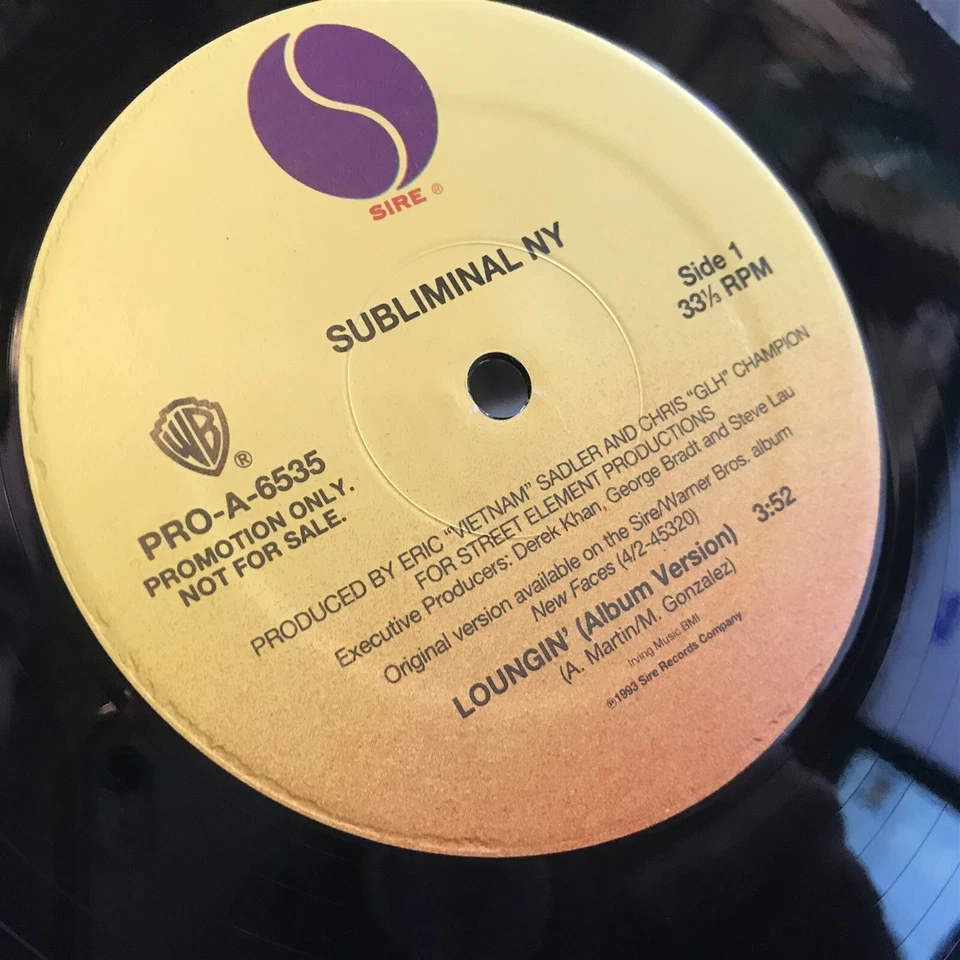 SIRE ®
SUBLIMINAL NY
Side 1
33⅓ RPM
WB ®
PRO-A-6535
PROMOTION ONLY.
NOT FOR SALE.
PRODUCED BY ERIC "VIETNAM" SADLER AND CHRIS "GLH" CHAMPION
FOR STREET ELEMENT PRODUCTIONS
Executive Producers: Derek Khan, George Bradt and Steve Lau
Original version available on the Sire/Warner Bros. album
New Faces (4/2-45320)
LOUNGIN' (Album Version) 3:52
(A. Martin/M. Gonzalez)
Irving Music BMI
℗1993 Sire Records Company